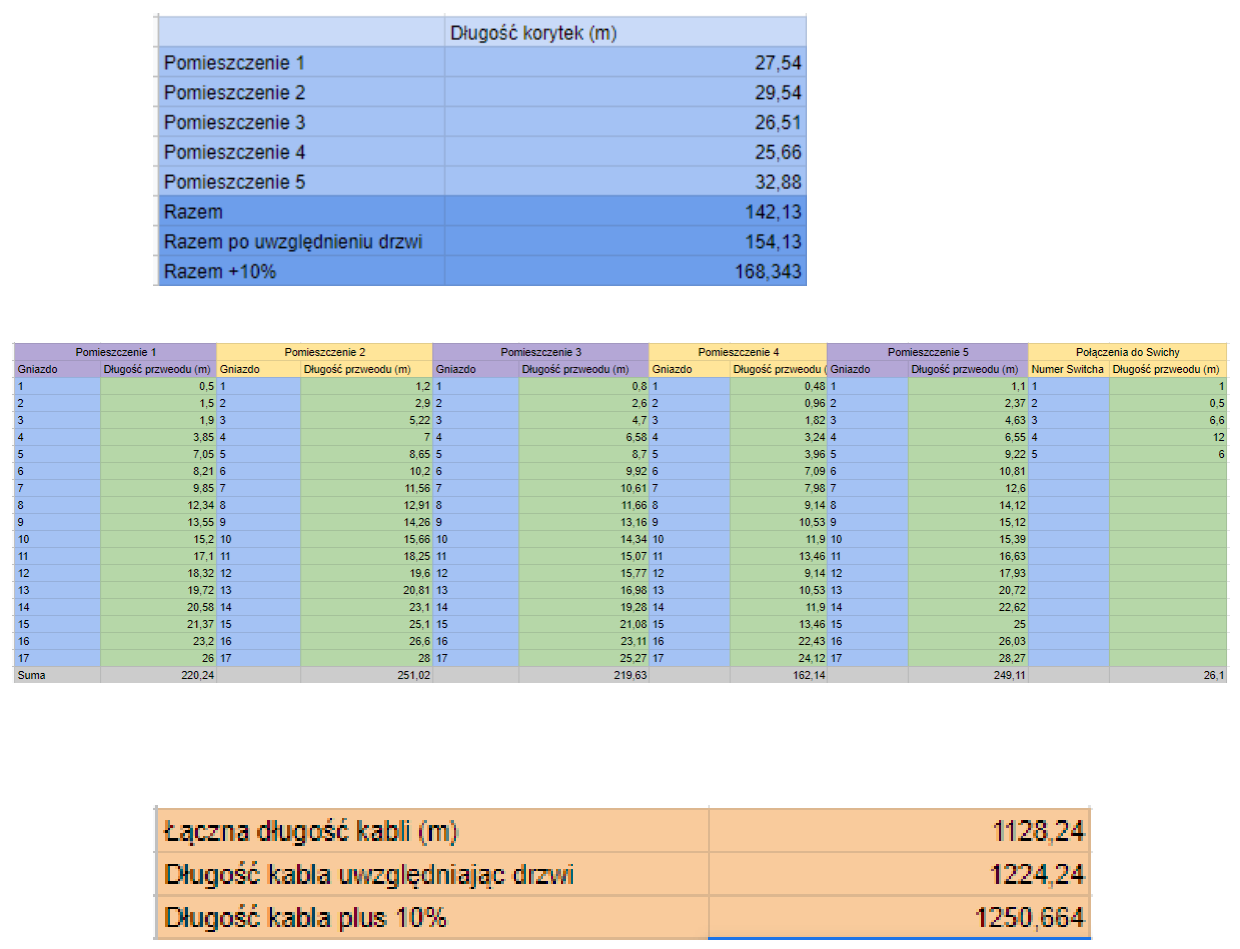 Długość korytek (m)
Pomieszczenie 1 27,54
Pomieszczenie 2 29,54
Pomieszczenie 3 26,51
Pomieszczenie 4 25,66
Pomieszczenie 5 32,88
Razem 142,13
Razem po uwzględnieniu drzwi 154,13
Razem +10% 168,343
Pomieszczenie 1 Pomieszczenie 2 Pomieszczenie 3 Pomieszczenie 4 Pomieszczenie 5 Połączenia do Swichy
Gniazdo Długość przweodu (m) Gniazdo Długość przweodu (m) Gniazdo Długość przweodu (m) Gniazdo Długość przweodu ( Gniazdo Długość przweodu (m) Numer Switcha Długość przweodu (m)
1 0,5 1 1,2 1 0,8 1 0,48 1 1,1 1 1
2 1,5 2 2,9 2 2,6 2 0,96 2 2,37 2 0,5
3 1,9 3 5,22 3 4,7 3 1,82 3 4,63 3 6,6
4 3,85 4 7 4 6,58 4 3,24 4 6,55 4 12
5 7,05 5 8,65 5 8,7 5 3,96 5 9,22 5 6
6 8,21 6 10,2 6 9,92 6 7,09 6 10,81
7 9,85 7 11,56 7 10,61 7 7,98 7 12,6
8 12,34 8 12,91 8 11,66 8 9,14 8 14,12
9 13,55 9 14,26 9 13,16 9 10,53 9 15,12
10 15,2 10 15,66 10 14,34 10 11,9 10 15,39
11 17,1 11 18,25 11 15,07 11 13,46 11 16,63
12 18,32 12 19,6 12 15,77 12 9,14 12 17,93
13 19,72 13 20,81 13 16,98 13 10,53 13 20,72
14 20,58 14 23,1 14 19,28 14 11,9 14 22,62
15 21,37 15 25,1 15 21,08 15 13,46 15 25
16 23,2 16 26,6 16 23,11 16 22,43 16 26,03
17 26 17 28 17 25,27 17 24,12 17 28,27
Suma 220,24 251,02 219,63 162,14 249,11 26,1
Łączna długość kabli (m) 1128,24
Długość kabla uwzględniając drzwi 1224,24
Długość kabla plus 10% 1250,664